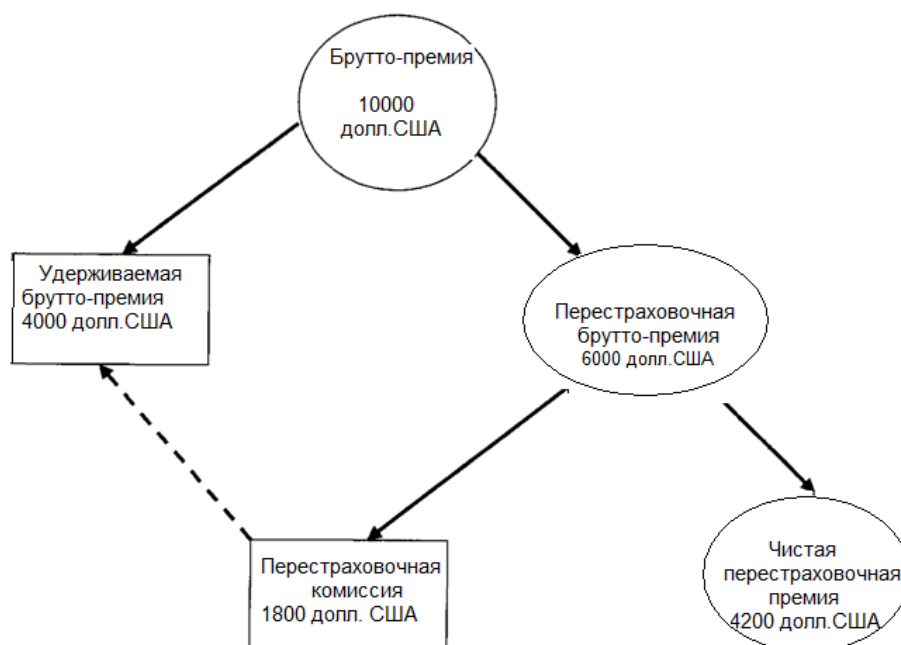 Брутто-премия
10000
долл.США
Удерживаемая
брутто-премия
4000 долл.США
Перестраховочная
брутто-премия
6000 долл.США
Перестраховочная
комиссия
1800 долл. США
Чистая
перестраховочная
премия
4200 долл.США